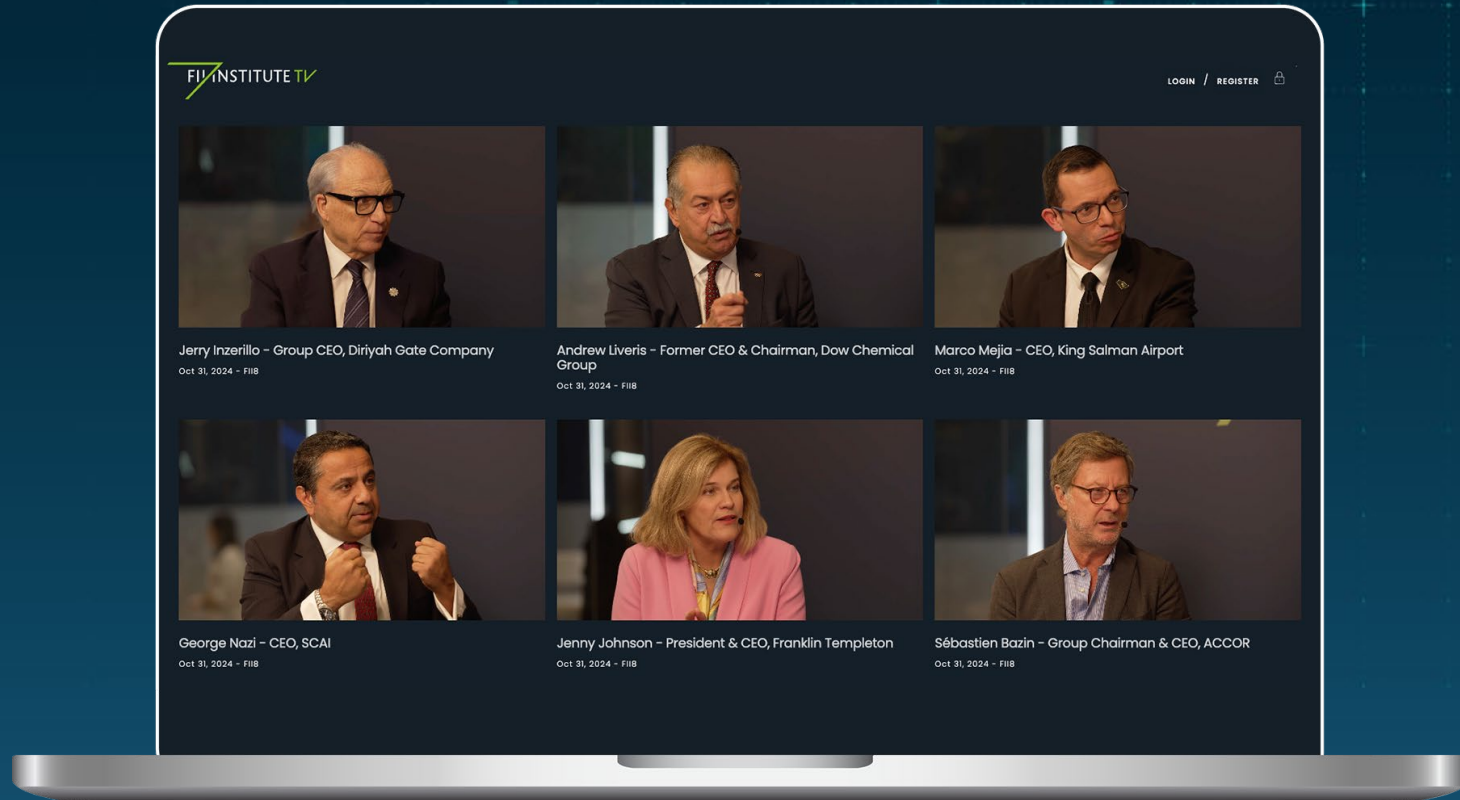 FII INSTITUTE TV
LOGIN / REGISTER
Jerry Inzerillo - Group CEO, Diriyah Gate Company
Oct 31, 2024 - FII8
Andrew Liveris - Former CEO & Chairman, Dow Chemical
Group
Oct 31, 2024 - FII8
Marco Mejia - CEO, King Salman Airport
Oct 31, 2024 - FII8
George Nazi - CEO, SCAI
Oct 31, 2024 - FII8
Jenny Johnson - President & CEO, Franklin Templeton
Oct 31, 2024 - FII8
Sébastien Bazin - Group Chairman & CEO, ACCOR
Oct 31, 2024 - FII8